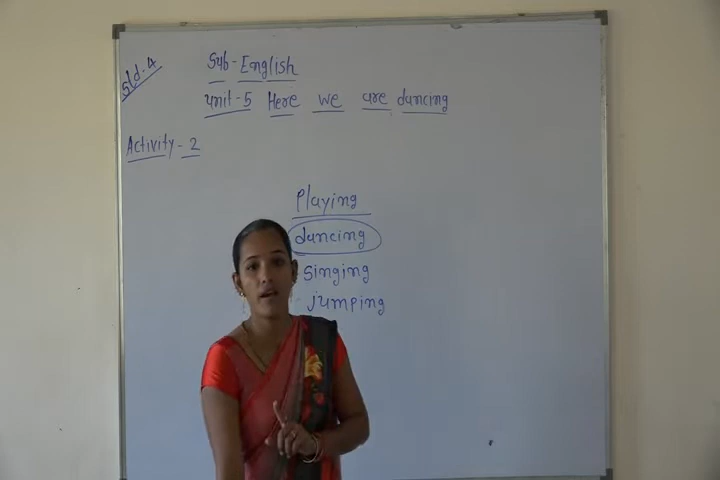 Std. 4
Sub - English
Unit - 5 Here we are dancing
Activity - 2
Playing
dancing
singing
jumping